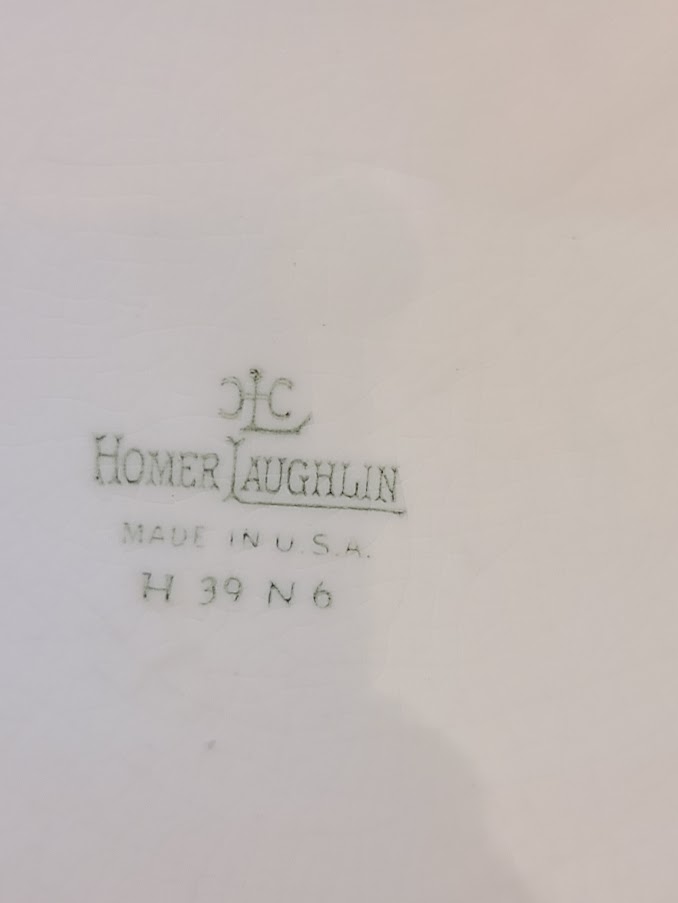 HLC
HOMER LAUGHLIN
MADE IN U.S.A.
H 39 N 6